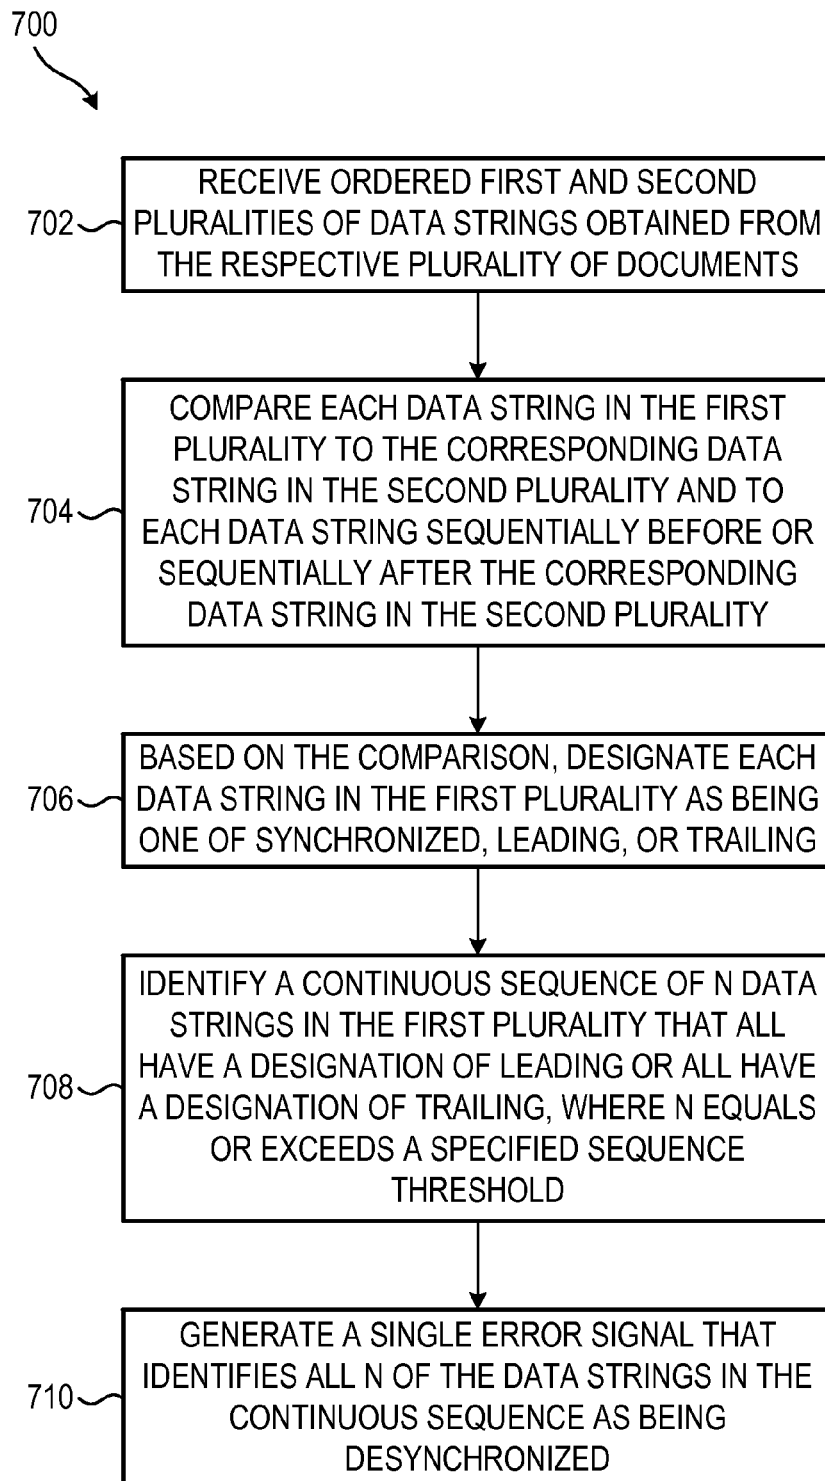 700
702
RECEIVE ORDERED FIRST AND SECOND
PLURALITIES OF DATA STRINGS OBTAINED FROM
THE RESPECTIVE PLURALITY OF DOCUMENTS
704
COMPARE EACH DATA STRING IN THE FIRST
PLURALITY TO THE CORRESPONDING DATA
STRING IN THE SECOND PLURALITY AND TO
EACH DATA STRING SEQUENTIALLY BEFORE OR
SEQUENTIALLY AFTER THE CORRESPONDING
DATA STRING IN THE SECOND PLURALITY
706
BASED ON THE COMPARISON, DESIGNATE EACH
DATA STRING IN THE FIRST PLURALITY AS BEING
ONE OF SYNCHRONIZED, LEADING, OR TRAILING
708
IDENTIFY A CONTINUOUS SEQUENCE OF N DATA
STRINGS IN THE FIRST PLURALITY THAT ALL
HAVE A DESIGNATION OF LEADING OR ALL HAVE
A DESIGNATION OF TRAILING, WHERE N EQUALS
OR EXCEEDS A SPECIFIED SEQUENCE
THRESHOLD
710
GENERATE A SINGLE ERROR SIGNAL THAT
IDENTIFIES ALL N OF THE DATA STRINGS IN THE
CONTINUOUS SEQUENCE AS BEING
DESYNCHRONIZED